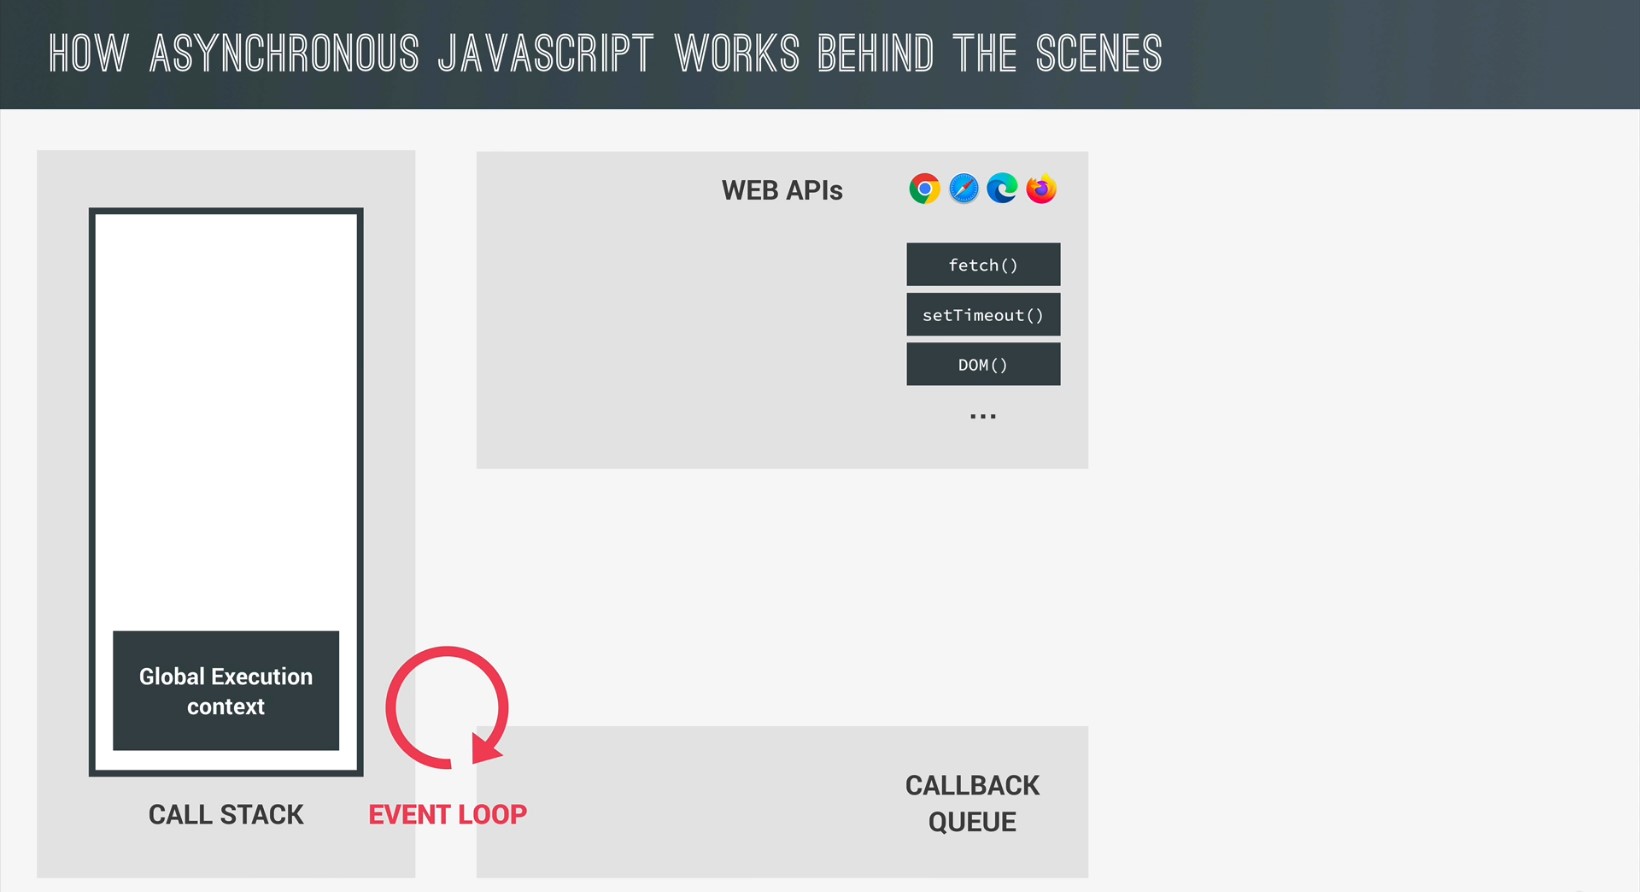 HOW ASYNCHRONOUS JAVASCRIPT WORKS BEHIND THE SCENES
WEB APIs
fetch()
setTimeout()
DOM()
...
Global Execution
context
CALL STACK
EVENT LOOP
CALLBACK
QUEUE